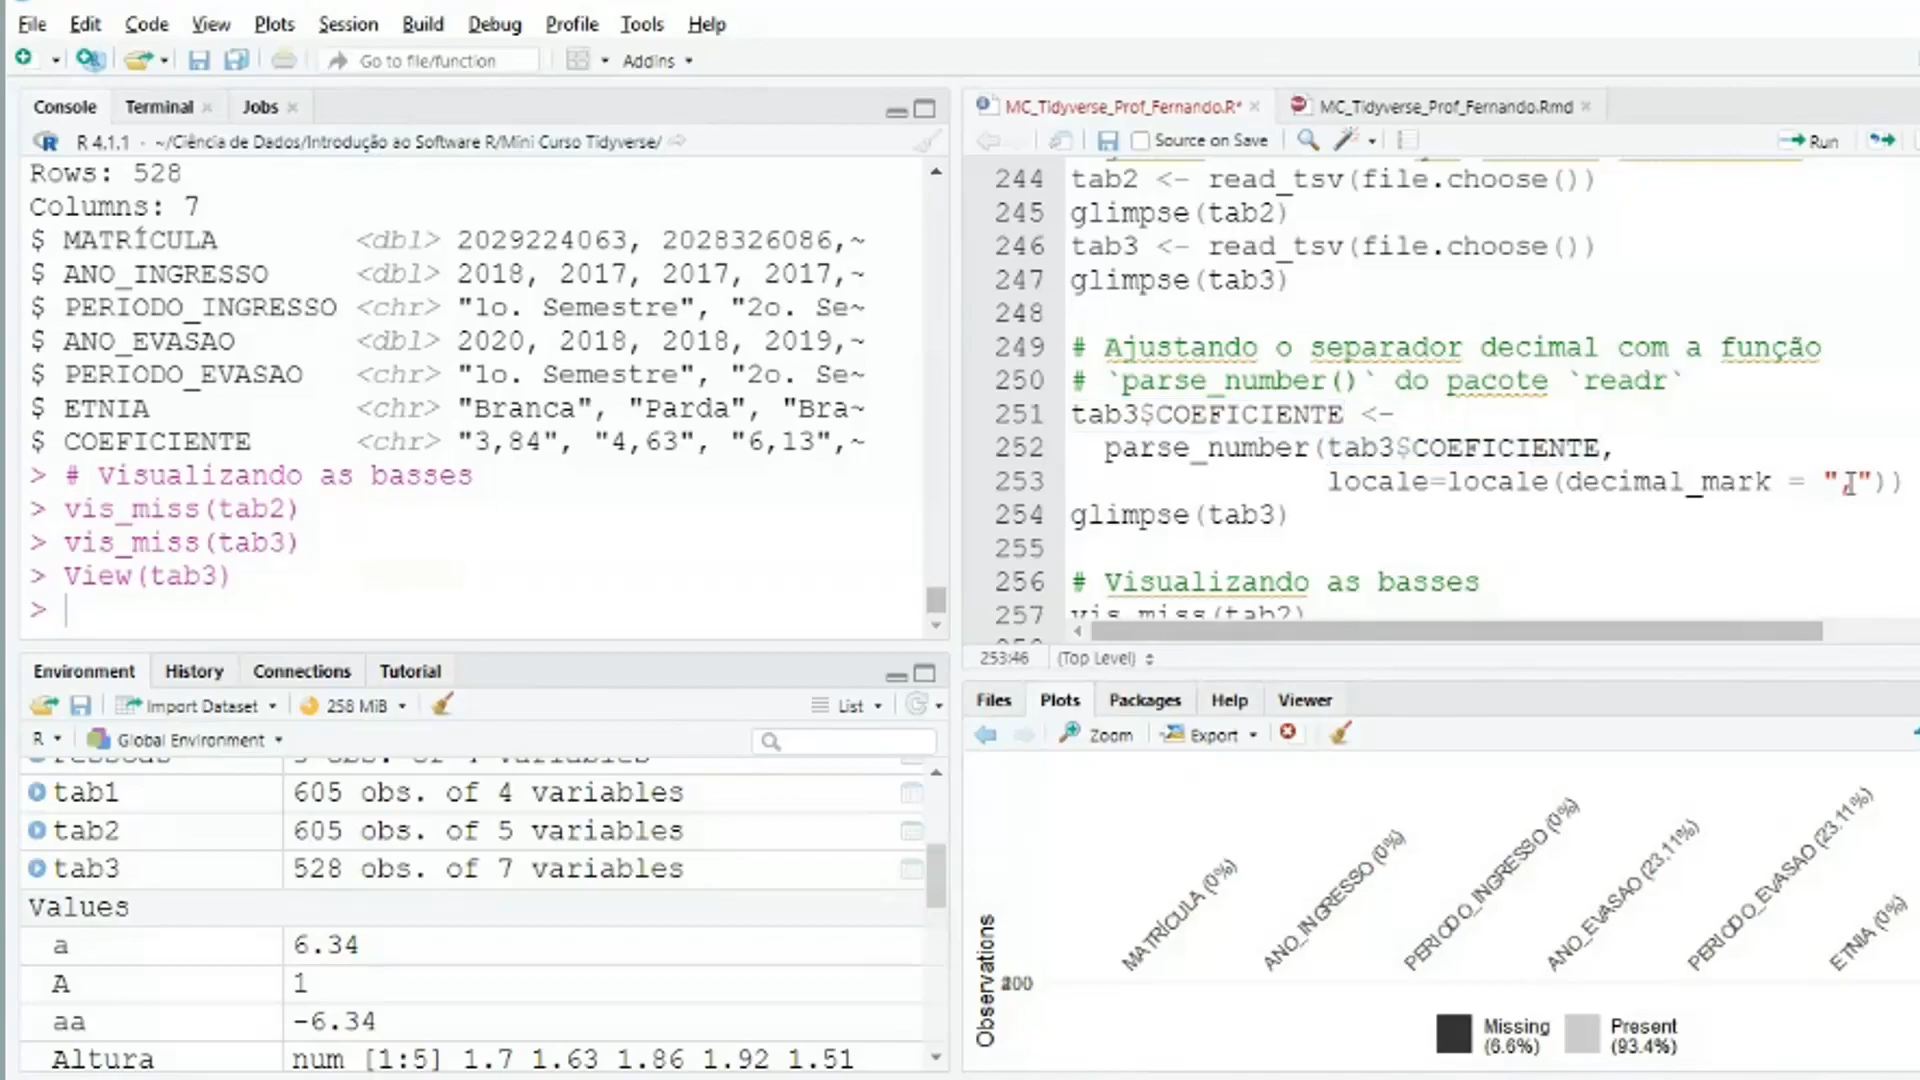 File Edit Code View Plots Session Build Debug Profile Tools Help
Go to file/function Addins
Console Terminal Jobs
R 4.1.1 · ~/Ciência de Dados/Introdução ao Software R/Mini Curso Tidyverse/
Rows: 528
Columns: 7
$ MATRÍCULA <dbl> 2029224063, 2028326086,~
$ ANO_INGRESSO <dbl> 2018, 2017, 2017, 2017,~
$ PERIODO_INGRESSO <chr> "1o. Semestre", "2o. Se~
$ ANO_EVASAO <dbl> 2020, 2018, 2018, 2019,~
$ PERIODO_EVASAO <chr> "1o. Semestre", "2o. Se~
$ ETNIA <chr> "Branca", "Parda", "Bra~
$ COEFICIENTE <chr> "3,84", "4,63", "6,13",~
> # Visualizando as basses
> vis_miss(tab2)
> vis_miss(tab3)
> View(tab3)
>
MC_Tidyverse_Prof_Fernando.R* MC_Tidyverse_Prof_Fernando.Rmd
Source on Save Run
244 tab2 <- read_tsv(file.choose())
245 glimpse(tab2)
246 tab3 <- read_tsv(file.choose())
247 glimpse(tab3)
248
249 # Ajustando o separador decimal com a função
250 # `parse_number()` do pacote `readr`
251 tab3$COEFICIENTE <-
252 parse_number(tab3$COEFICIENTE,
253 locale=locale(decimal_mark = ","))
254 glimpse(tab3)
255
256 # Visualizando as basses
257 vis_miss(tab2)
253:46 (Top Level)
Environment History Connections Tutorial
Import Dataset 258 MiB List
R Global Environment
tab1 605 obs. of 4 variables
tab2 605 obs. of 5 variables
tab3 528 obs. of 7 variables
Values
a 6.34
A 1
aa -6.34
Altura num [1:5] 1.7 1.63 1.86 1.92 1.51
Files Plots Packages Help Viewer
Zoom Export
MATRÍCULA (0%)
ANO_INGRESSO (0%)
PERIODO_INGRESSO (0%)
ANO_EVASAO (23.11%)
PERIODO_EVASAO (23.11%)
ETNIA (0%)
Observations
Missing (6.6%)
Present (93.4%)